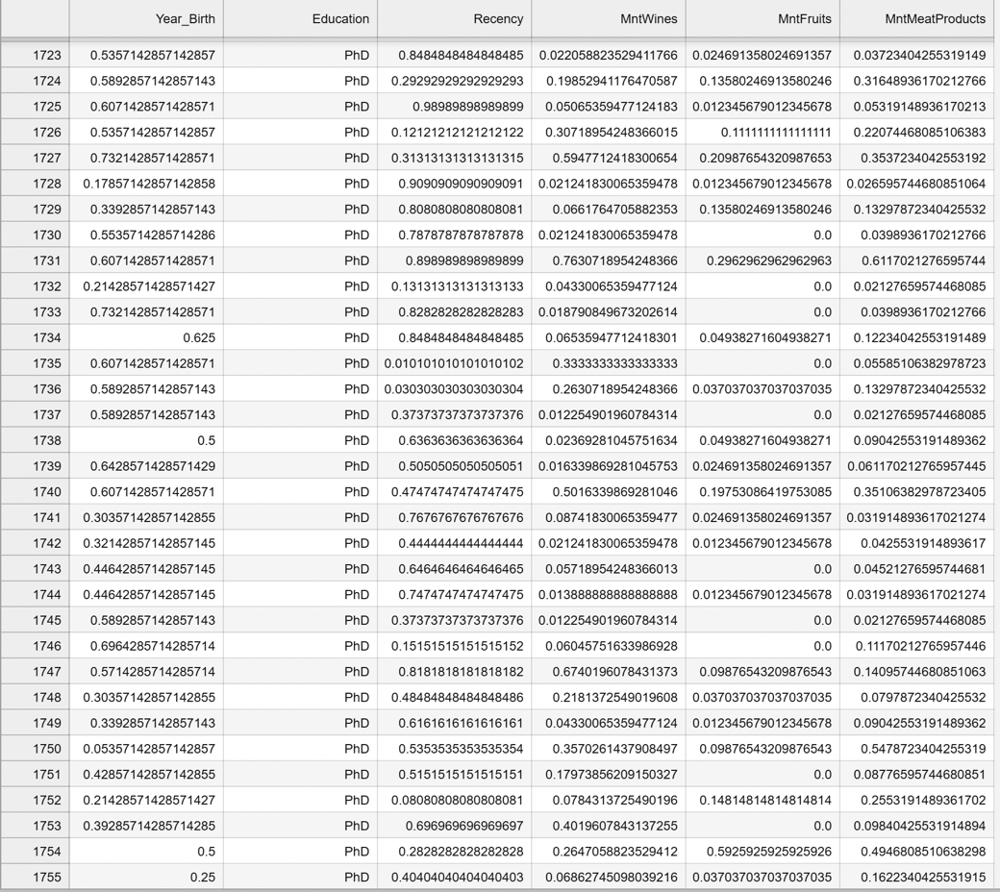 Year_Birth Education Recency MntWines MntFruits MntMeatProducts
1723 0.5357142857142857 PhD 0.8484848484848485 0.022058823529411766 0.024691358024691357 0.03723404255319149
1724 0.5892857142857143 PhD 0.29292929292929293 0.19852941176470587 0.13580246913580246 0.31648936170212766
1725 0.6071428571428571 PhD 0.98989898989899 0.05065359477124183 0.012345679012345678 0.05319148936170213
1726 0.5357142857142857 PhD 0.12121212121212122 0.30718954248366015 0.1111111111111111 0.22074468085106383
1727 0.7321428571428571 PhD 0.31313131313131315 0.5947712418300654 0.20987654320987653 0.3537234042553192
1728 0.17857142857142858 PhD 0.9090909090909091 0.021241830065359478 0.012345679012345678 0.026595744680851064
1729 0.3392857142857143 PhD 0.8080808080808081 0.0661764705882353 0.13580246913580246 0.13297872340425532
1730 0.5535714285714286 PhD 0.7878787878787878 0.021241830065359478 0.0 0.0398936170212766
1731 0.6071428571428571 PhD 0.898989898989899 0.7630718954248366 0.2962962962962963 0.6117021276595744
1732 0.21428571428571427 PhD 0.13131313131313133 0.04330065359477124 0.0 0.02127659574468085
1733 0.7321428571428571 PhD 0.8282828282828283 0.018790849673202614 0.0 0.0398936170212766
1734 0.625 PhD 0.8484848484848485 0.06535947712418301 0.04938271604938271 0.12234042553191489
1735 0.6071428571428571 PhD 0.010101010101010102 0.3333333333333333 0.0 0.05585106382978723
1736 0.5892857142857143 PhD 0.030303030303030304 0.2630718954248366 0.037037037037037035 0.13297872340425532
1737 0.5892857142857143 PhD 0.37373737373737376 0.012254901960784314 0.0 0.02127659574468085
1738 0.5 PhD 0.6363636363636364 0.02369281045751634 0.04938271604938271 0.09042553191489362
1739 0.6428571428571429 PhD 0.5050505050505051 0.016339869281045753 0.024691358024691357 0.061170212765957445
1740 0.6071428571428571 PhD 0.47474747474747475 0.5016339869281046 0.19753086419753085 0.35106382978723405
1741 0.30357142857142855 PhD 0.7676767676767676 0.08741830065359477 0.024691358024691357 0.031914893617021274
1742 0.32142857142857145 PhD 0.4444444444444444 0.021241830065359478 0.012345679012345678 0.0425531914893617
1743 0.44642857142857145 PhD 0.6464646464646465 0.05718954248366013 0.0 0.04521276595744681
1744 0.44642857142857145 PhD 0.7474747474747475 0.013888888888888888 0.012345679012345678 0.031914893617021274
1745 0.5892857142857143 PhD 0.37373737373737376 0.012254901960784314 0.0 0.02127659574468085
1746 0.6964285714285714 PhD 0.15151515151515152 0.06045751633986928 0.0 0.11170212765957446
1747 0.5714285714285714 PhD 0.8181818181818182 0.6740196078431373 0.09876543209876543 0.14095744680851063
1748 0.30357142857142855 PhD 0.48484848484848486 0.2181372549019608 0.037037037037037035 0.0797872340425532
1749 0.3392857142857143 PhD 0.6161616161616161 0.04330065359477124 0.012345679012345678 0.09042553191489362
1750 0.05357142857142857 PhD 0.5353535353535354 0.3570261437908497 0.09876543209876543 0.5478723404255319
1751 0.42857142857142855 PhD 0.5151515151515151 0.17973856209150327 0.0 0.08776595744680851
1752 0.21428571428571427 PhD 0.08080808080808081 0.0784313725490196 0.14814814814814814 0.2553191489361702
1753 0.39285714285714285 PhD 0.696969696969697 0.4019607843137255 0.0 0.09840425531914894
1754 0.5 PhD 0.2828282828282828 0.2647058823529412 0.5925925925925926 0.4946808510638298
1755 0.25 PhD 0.40404040404040403 0.06862745098039216 0.037037037037037035 0.1622340425531915